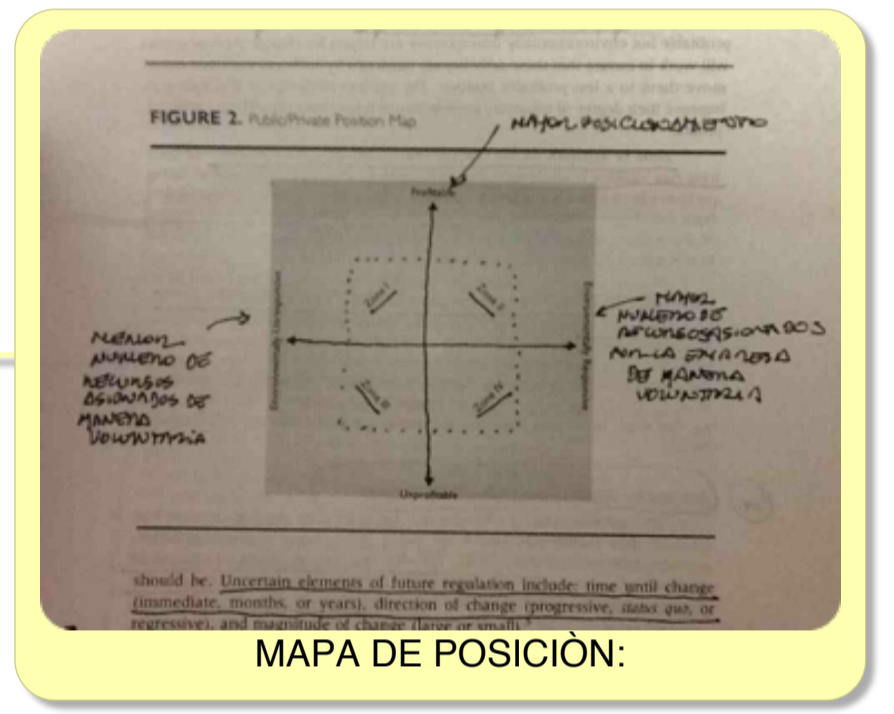 FIGURE 2. Public/Private Position Map
MAYOR POSICIONAMIENTO
Profitable
Environmentally Unresponsive
Zone I
Zone II
Environmentally Responsive
MENOR
NUMERO DE
RECURSOS
ASIGNADOS DE
MANERA
VOLUNTARIA
MAYOR
NUMERO DE
RECURSOS ASIGNADOS
POR LA EMPRESA
DE MANERA
VOLUNTARIA
Zone III
Zone IV
Unprofitable
should be. Uncertain elements of future regulation include: time until change
(immediate, months, or years), direction of change (progressive, status quo, or
regressive), and magnitude of change (large or small).
MAPA DE POSICIÒN: